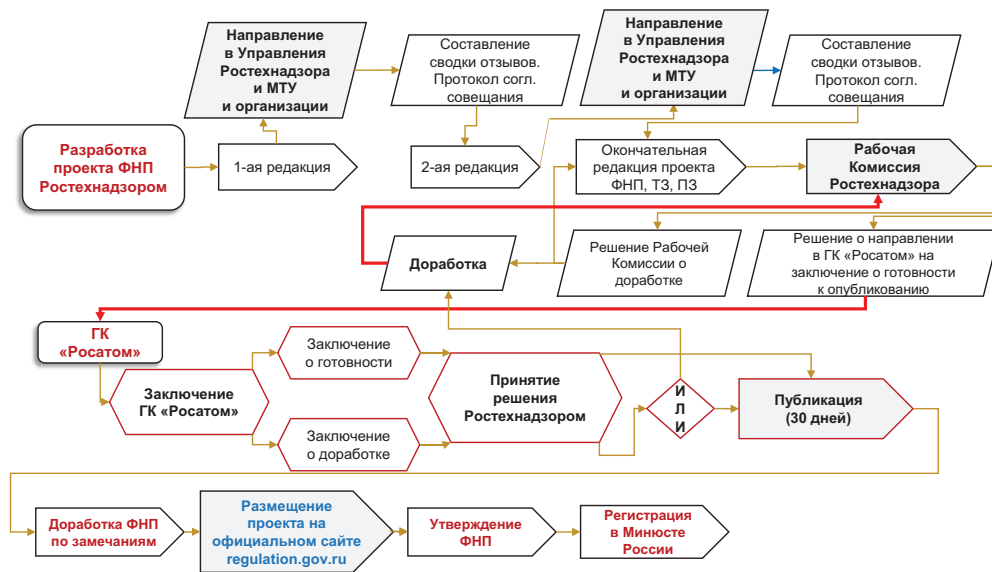 Направление
в Управления
Ростехнадзора
и МТУ
и организации
Составление
сводки отзывов.
Протокол согл.
совещания
Направление
в Управления
Ростехнадзора
и МТУ
и организации
Составление
сводки отзывов.
Протокол согл.
совещания
Разработка
проекта ФНП
Ростехнадзором
1-ая редакция
2-ая редакция
Окончательная
редакция проекта
ФНП, ТЗ, ПЗ
Рабочая
Комиссия
Ростехнадзора
Доработка
Решение Рабочей
Комиссии о
доработке
Решение о направлении
в ГК «Росатом» на
заключение о готовности
к опубликованию
ГК
«Росатом»
Заключение
ГК «Росатом»
Заключение
о готовности
Заключение
о доработке
Принятие
решения
Ростехнадзором
И
Л
И
Публикация
(30 дней)
Доработка ФНП
по замечаниям
Размещение
проекта на
официальном сайте
regulation.gov.ru
Утверждение
ФНП
Регистрация
в Минюсте
России